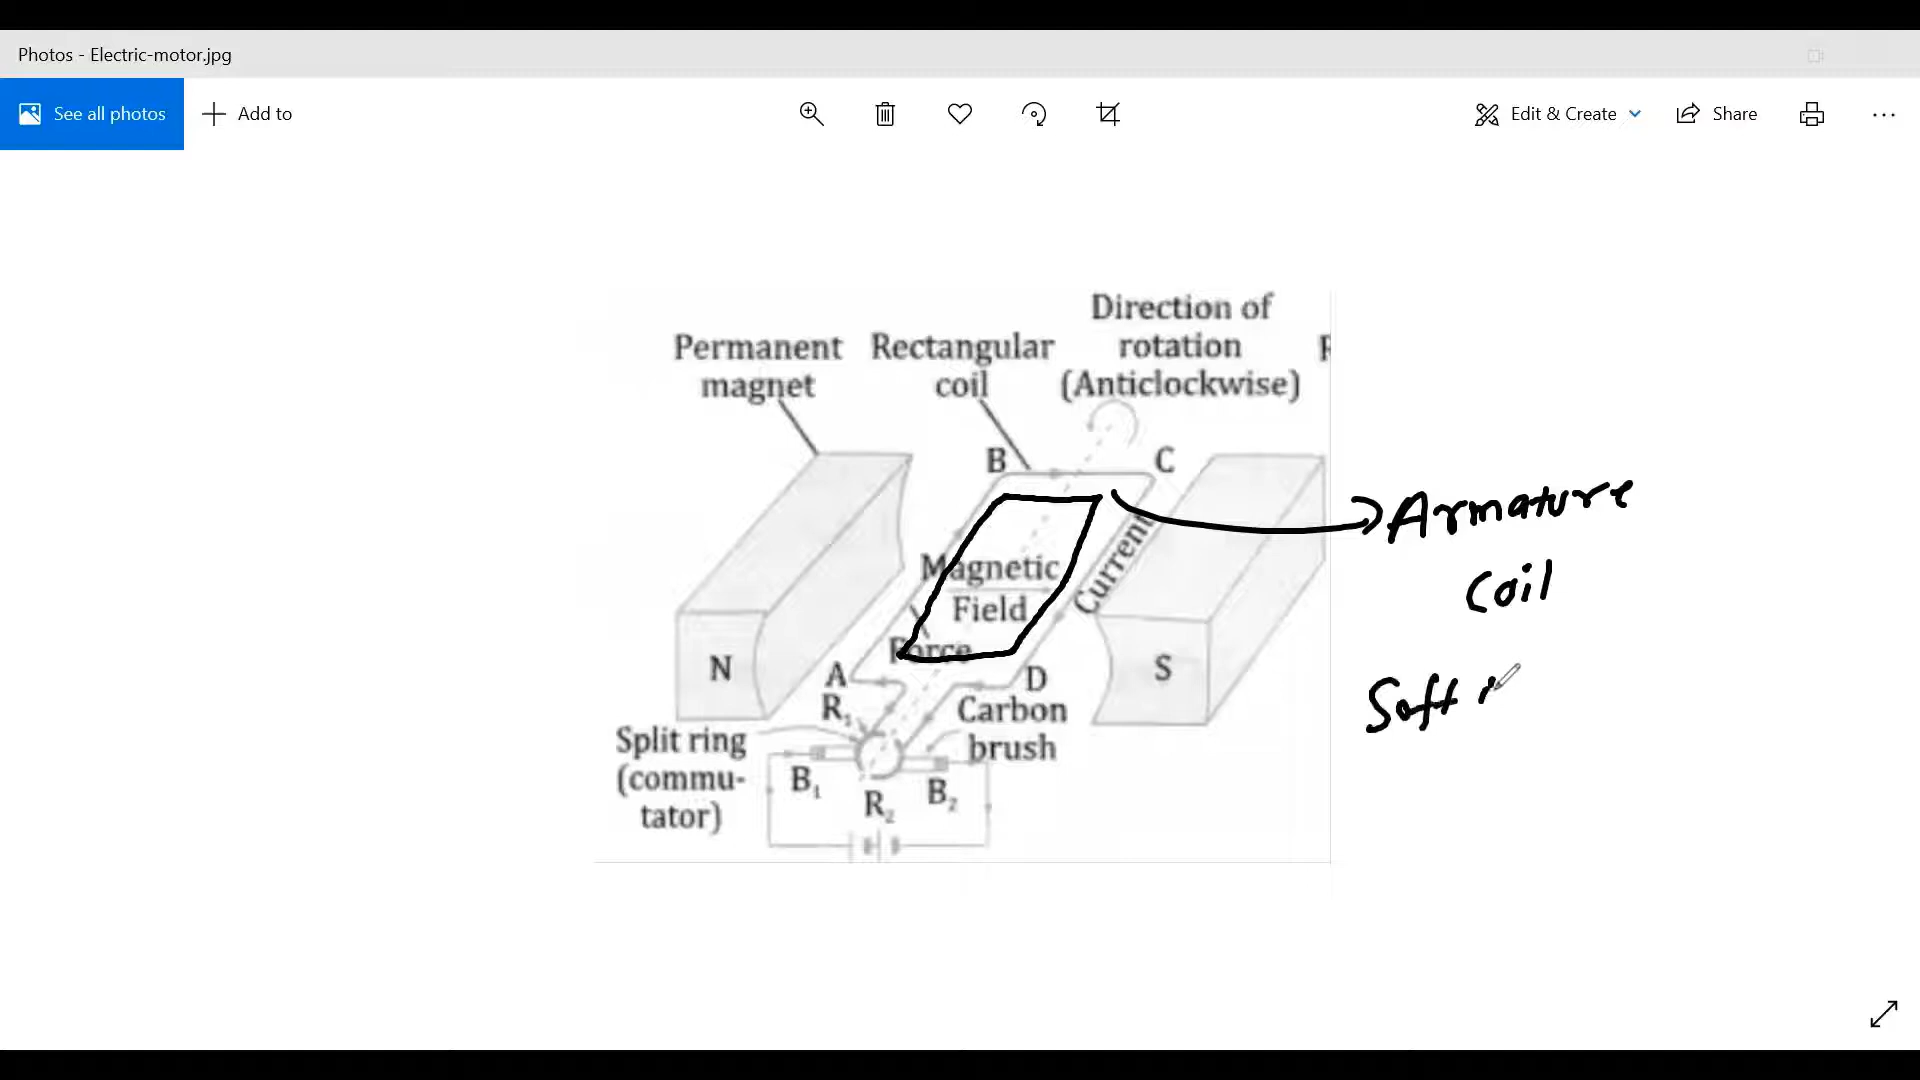 Photos - Electric-motor.jpg
See all photos
Add to
Edit & Create
Share
Direction of
rotation
(Anticlockwise)
Permanent
magnet
Rectangular
coil
B
C
Magnetic
Field
Current
Force
N
A
D
S
R1
Carbon
brush
Split ring
(commu-
tator)
B1
R2
B2
Armature
Coil
Soft